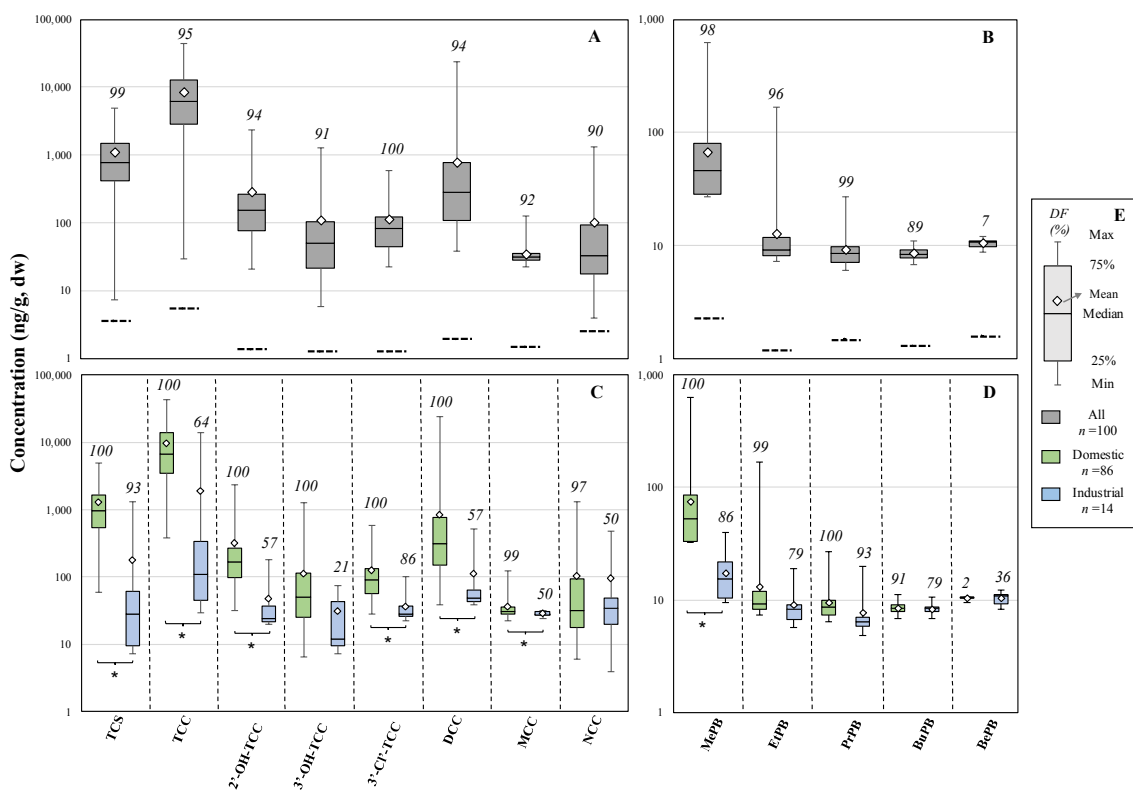 Concentration (ng/g, dw)
A
100,000
10,000
1,000
100
10
1
99
95
94
91
100
94
92
90
B
1,000
100
10
1
98
96
99
89
7
C
100,000
10,000
1,000
100
10
1
100
93
100
64
100
57
100
21
100
86
100
57
99
50
97
50
*
*
*
*
*
*
TCS
TCC
2'-OH-TCC
3'-OH-TCC
3'-Cl'-TCC
DCC
MCC
NCC
D
1,000
100
10
1
100
86
99
79
100
93
91
79
2
36
*
MePB
EtPB
PrPB
BuPB
BePB
DF
(%)
E
Max
75%
Mean
Median
25%
Min
All
n =100
Domestic
n =86
Industrial
n =14